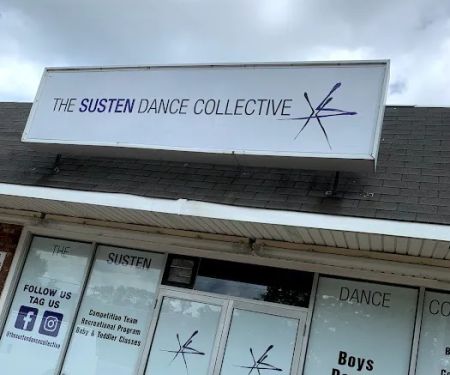 THE SUSTEN DANCE COLLECTIVE
THE SUSTEN DANCE
FOLLOW US
TAG US
@thesustendancecollective
Competition Team
Recreational Program
Baby & Toddler Classes
Boys